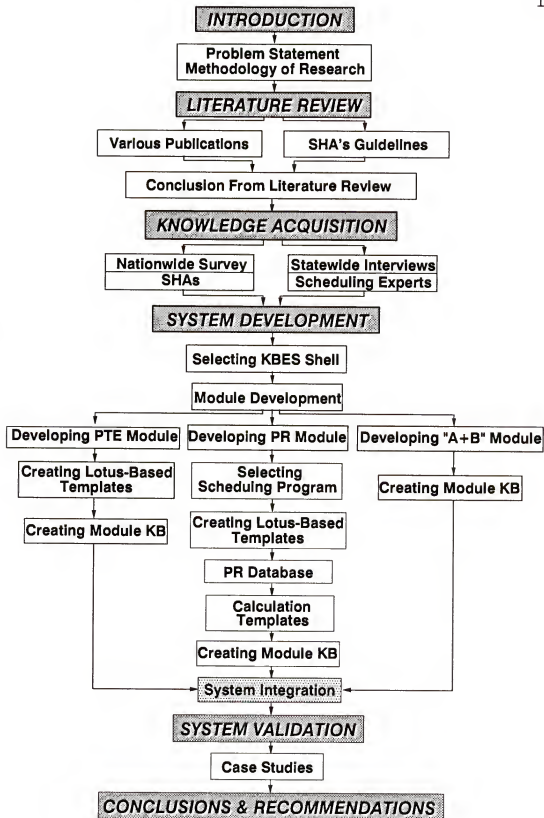 INTRODUCTION
Problem Statement
Methodology of Research
LITERATURE REVIEW
Various Publications
SHA's Guidelines
Conclusion From Literature Review
KNOWLEDGE ACQUISITION
Nationwide Survey
SHAs
Statewide Interviews
Scheduling Experts
SYSTEM DEVELOPMENT
Selecting KBES Shell
Module Development
Developing PTE Module
Creating Lotus-Based
Templates
Creating Module KB
Developing PR Module
Selecting
Scheduling Program
Creating Lotus-Based
Templates
PR Database
Calculation
Templates
Creating Module KB
Developing "A+B" Module
Creating Module KB
System Integration
SYSTEM VALIDATION
Case Studies
CONCLUSIONS & RECOMMENDATIONS